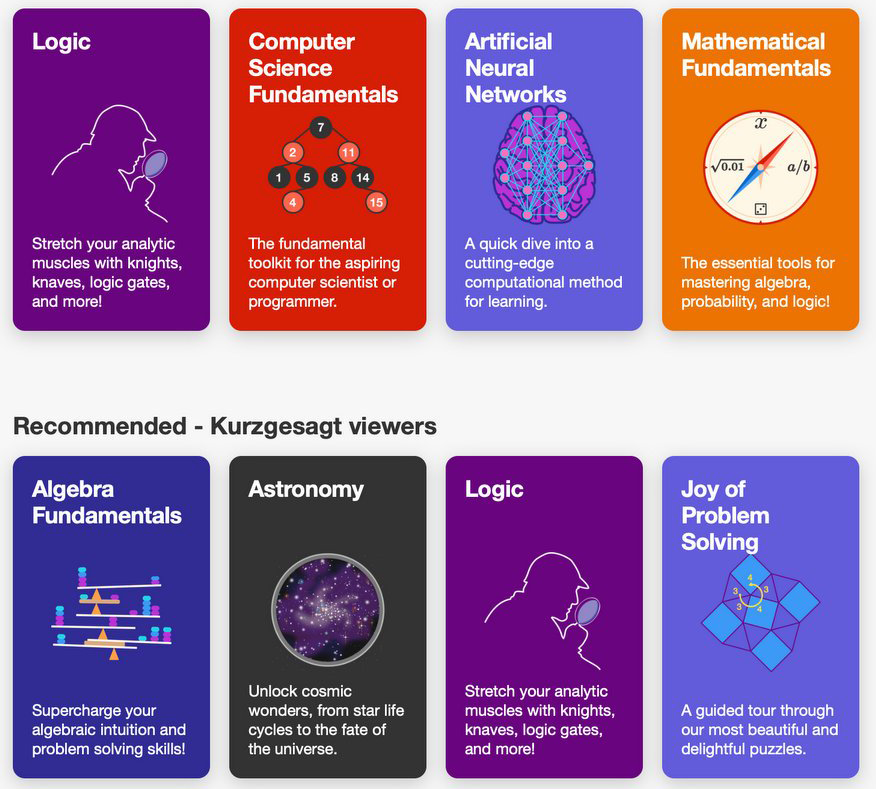 Logic
Stretch your analytic
muscles with knights,
knaves, logic gates,
and more!
Computer
Science
Fundamentals
7
2 11
1 5 8 14
4 15
The fundamental
toolkit for the aspiring
computer scientist or
programmer.
Artificial
Neural
Networks
A quick dive into a
cutting-edge
computational method
for learning.
Mathematical
Fundamentals
x
√0.01 a/b
The essential tools for
mastering algebra,
probability, and logic!
Recommended - Kurzgesagt viewers
Algebra
Fundamentals
Supercharge your
algebraic intuition and
problem solving skills!
Astronomy
Unlock cosmic
wonders, from star life
cycles to the fate of
the universe.
Logic
Stretch your analytic
muscles with knights,
knaves, logic gates,
and more!
Joy of
Problem
Solving
4
3 3
3 4
A guided tour through
our most beautiful and
delightful puzzles.